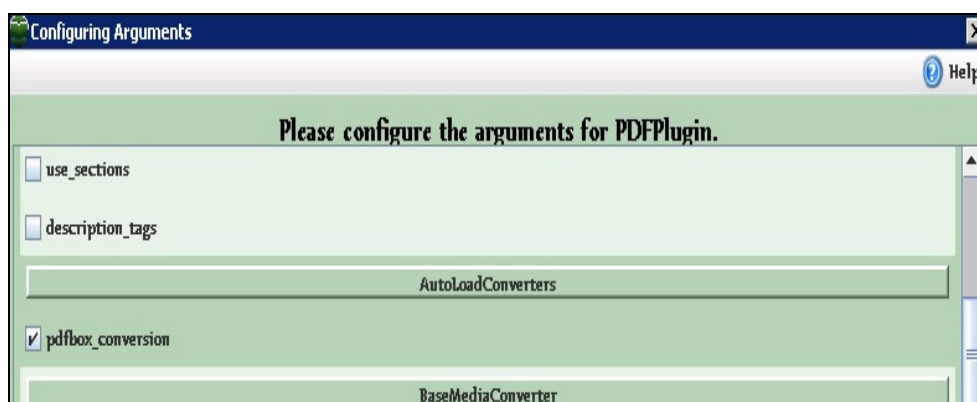 Configuring Arguments
Help
Please configure the arguments for PDFPlugin.
use_sections
description_tags
AutoLoadConverters
pdfbox_conversion
BaseMediaConverter